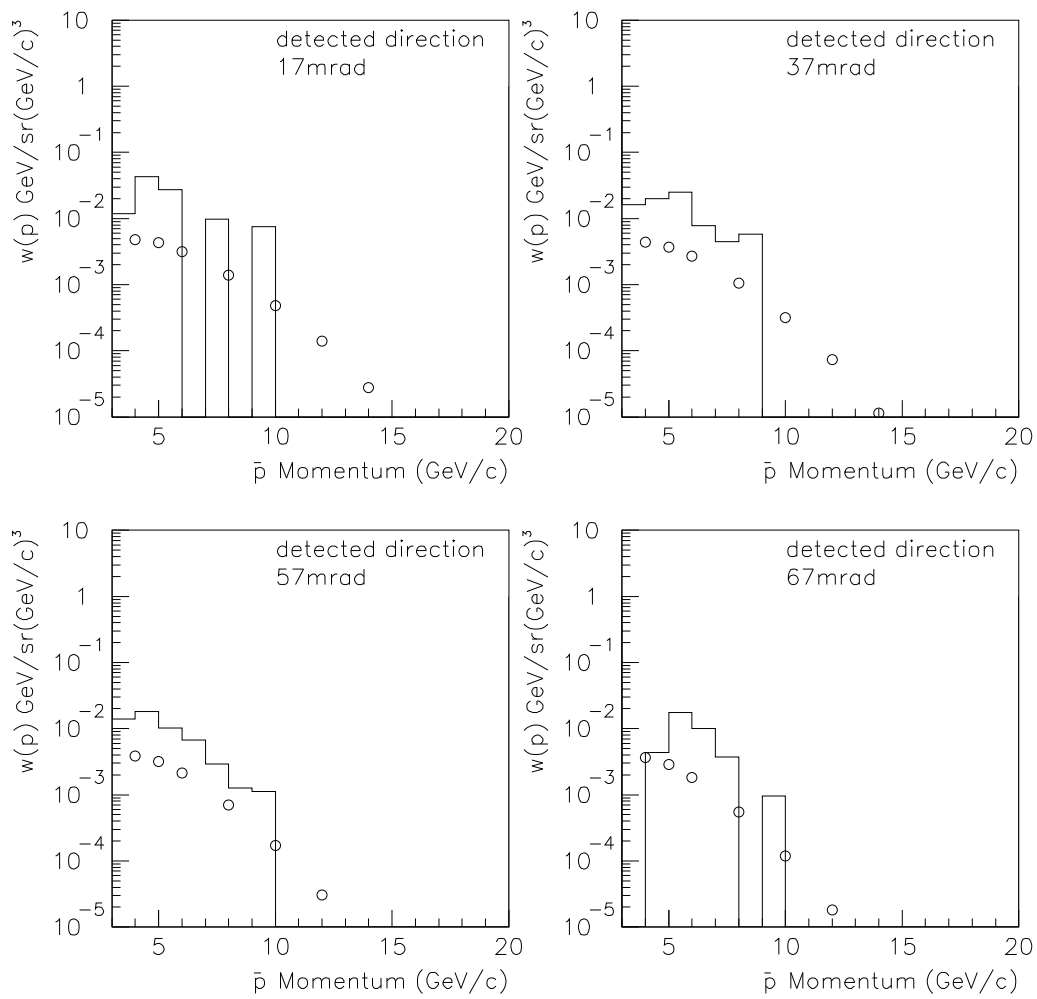 w(p) GeV/sr(GeV/c)³
10
1
10⁻¹
10⁻²
10⁻³
10⁻⁴
10⁻⁵
detected direction
17mrad
5 10 15 20
p̄ Momentum (GeV/c)
w(p) GeV/sr(GeV/c)³
10
1
10⁻¹
10⁻²
10⁻³
10⁻⁴
10⁻⁵
detected direction
37mrad
5 10 15 20
p̄ Momentum (GeV/c)
w(p) GeV/sr(GeV/c)³
10
1
10⁻¹
10⁻²
10⁻³
10⁻⁴
10⁻⁵
detected direction
57mrad
5 10 15 20
p̄ Momentum (GeV/c)
w(p) GeV/sr(GeV/c)³
10
1
10⁻¹
10⁻²
10⁻³
10⁻⁴
10⁻⁵
detected direction
67mrad
5 10 15 20
p̄ Momentum (GeV/c)